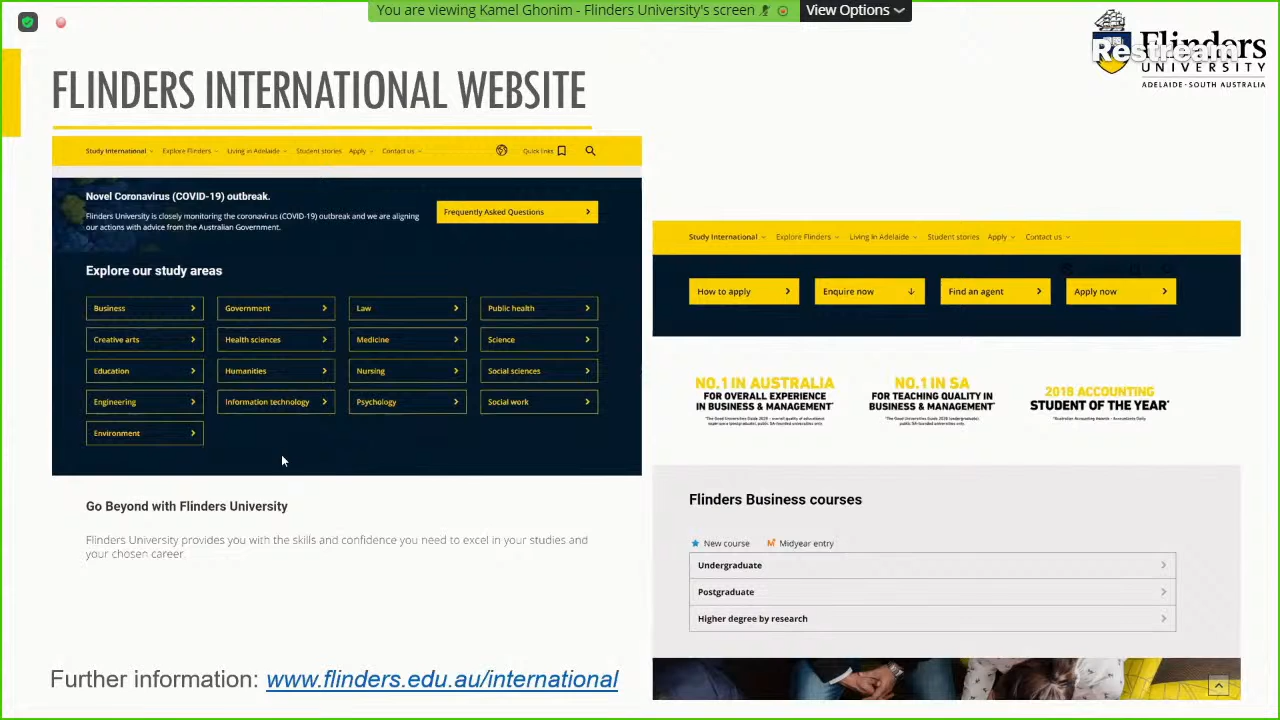 You are viewing Kamel Ghonim - Flinders University's screen
View Options
Flinders
UNIVERSITY
ADELAIDE · SOUTH AUSTRALIA
Restream
FLINDERS INTERNATIONAL WEBSITE
Study International Explore Flinders Living in Adelaide Student stories Apply Contact us Quick links
Novel Coronavirus (COVID-19) outbreak.
Flinders University is closely monitoring the coronavirus (COVID-19) outbreak and we are aligning
our actions with advice from the Australian Government.
Frequently Asked Questions
Explore our study areas
Business Government Law Public health
Creative arts Health sciences Medicine Science
Education Humanities Nursing Social sciences
Engineering Information technology Psychology Social work
Environment
Go Beyond with Flinders University
Flinders University provides you with the skills and confidence you need to excel in your studies and
your chosen career
Study International Explore Flinders Living in Adelaide Student stories Apply Contact us
How to apply Enquire now Find an agent Apply now
NO.1 IN AUSTRALIA
FOR OVERALL EXPERIENCE
IN BUSINESS & MANAGEMENT*
NO.1 IN SA
FOR TEACHING QUALITY IN
BUSINESS & MANAGEMENT*
2018 ACCOUNTING
STUDENT OF THE YEAR*
Flinders Business courses
New course Midyear entry
Undergraduate
Postgraduate
Higher degree by research
Further information: www.flinders.edu.au/international